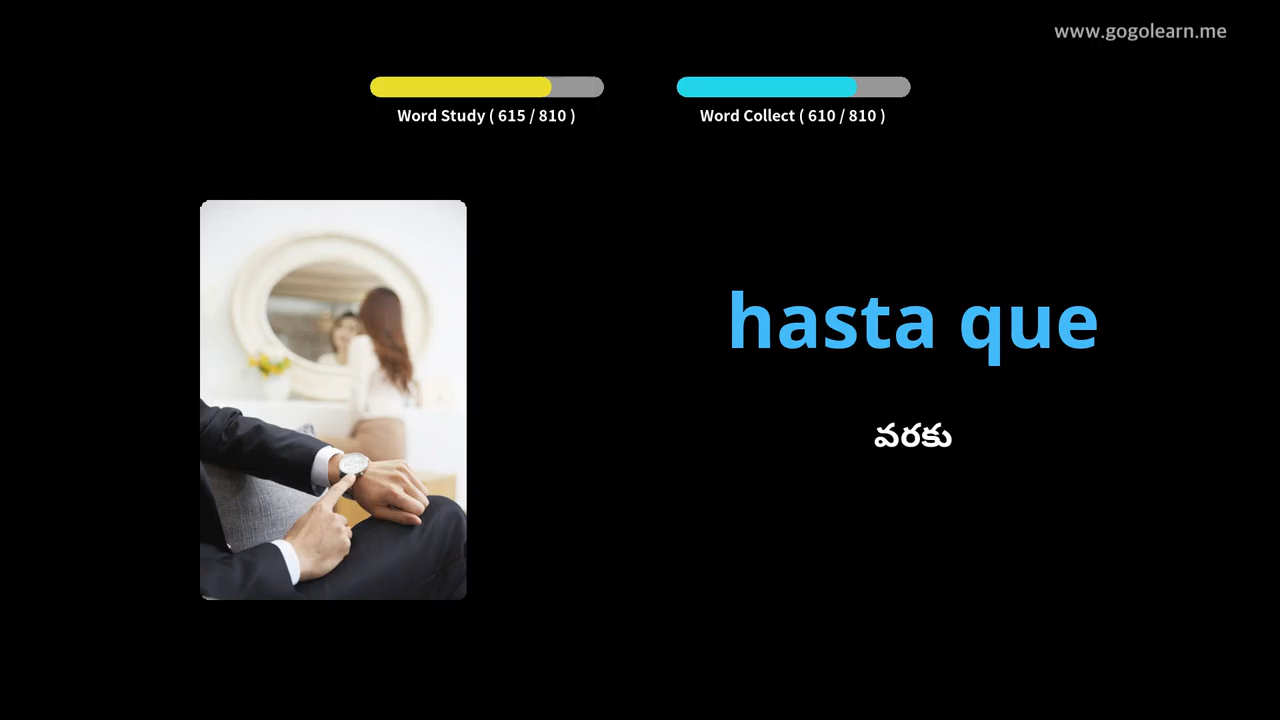 www.gogolearn.me
Word Study ( 615 / 810 )
Word Collect ( 610 / 810 )
hasta que
వరకు